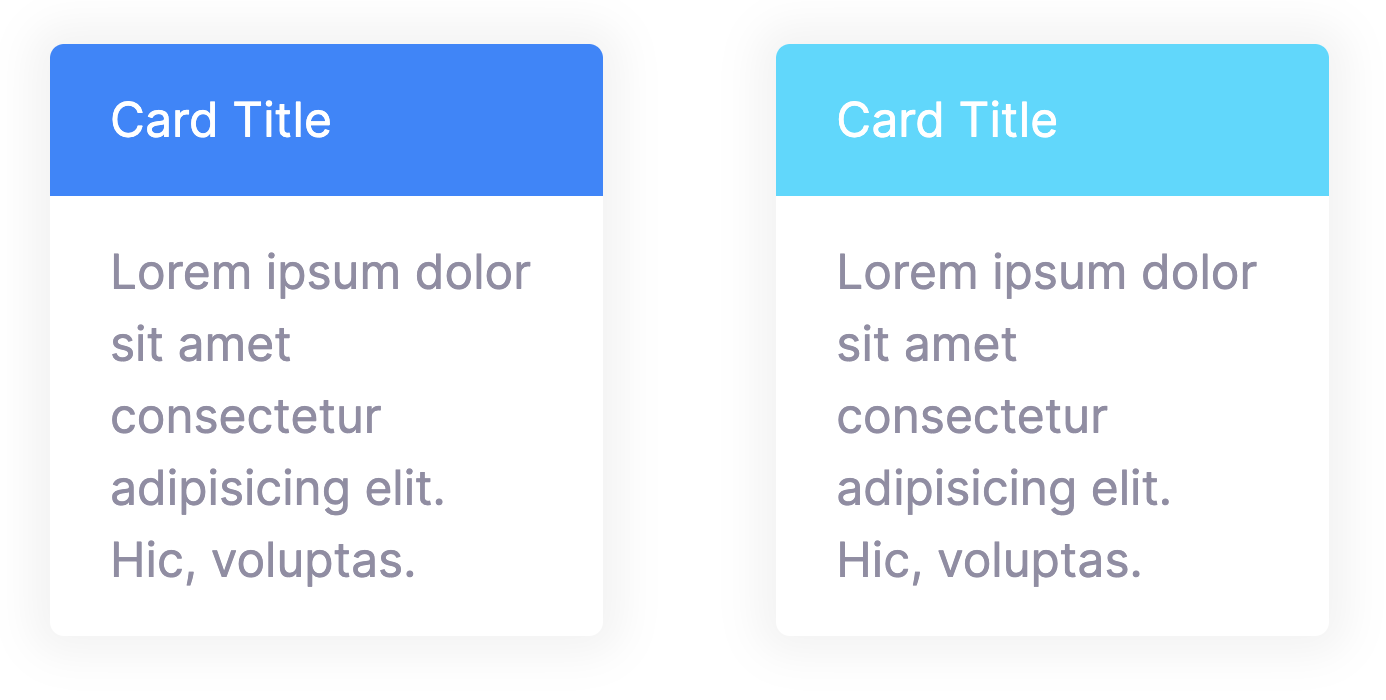 Card Title
Lorem ipsum dolor
sit amet
consectetur
adipisicing elit.
Hic, voluptas.
Card Title
Lorem ipsum dolor
sit amet
consectetur
adipisicing elit.
Hic, voluptas.